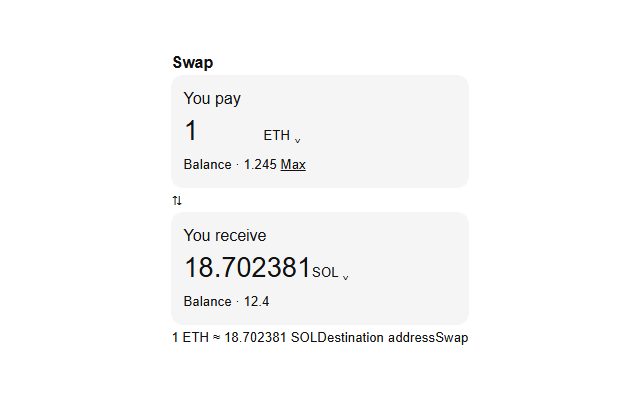 Swap
You pay
1 ETH ⌄
Balance · 1.245 Max
⇅
You receive
18.702381 SOL ⌄
Balance · 12.4
1 ETH ≈ 18.702381 SOLDestination addressSwap